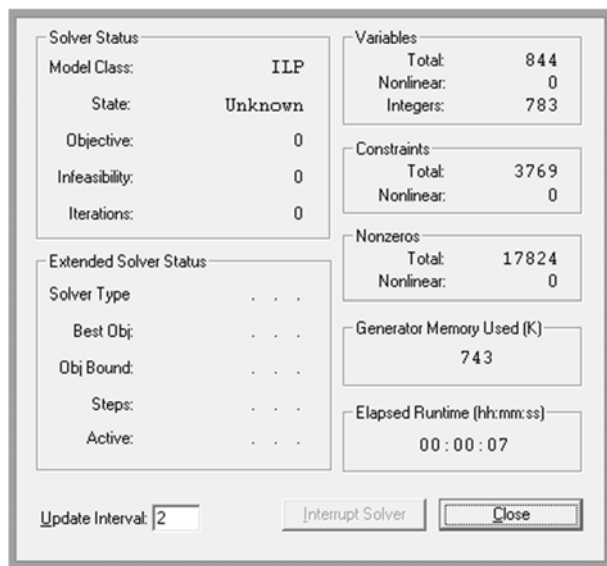 Solver Status
Model Class: ILP
State: Unknown
Objective: 0
Infeasibility: 0
Iterations: 0
Extended Solver Status
Solver Type . . .
Best Obj: . . .
Obj Bound: . . .
Steps: . . .
Active: . . .
Variables
Total: 844
Nonlinear: 0
Integers: 783
Constraints
Total: 3769
Nonlinear: 0
Nonzeros
Total: 17824
Nonlinear: 0
Generator Memory Used (K)
743
Elapsed Runtime (hh:mm:ss)
00:00:07
Update Interval: 2
Interrupt Solver
Close